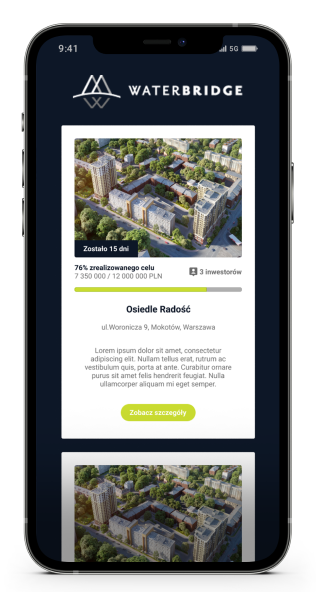 9:41
5G
WATERBRIDGE
Zostało 15 dni
76% zrealizowanego celu
7 350 000 / 12 000 000 PLN
3 inwestorów
Osiedle Radość
ul.Woronicza 9, Mokotów, Warszawa
Lorem ipsum dolor sit amet, consectetur
adipiscing elit. Nullam tellus erat, rutrum ac
vestibulum quis, porta at ante. Curabitur ornare
purus sit amet felis hendrerit feugiat. Nulla
ullamcorper aliquam mi eget semper.
Zobacz szczegóły